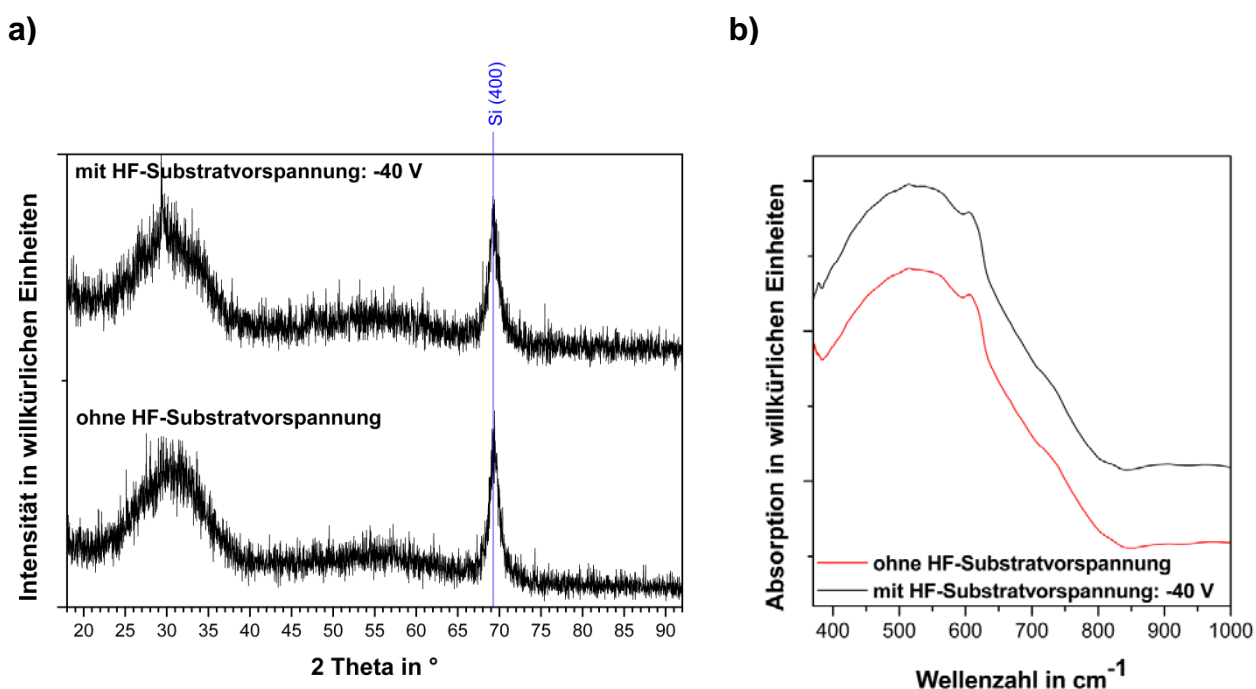 a)
b)
Si (400)
mit HF-Substratvorspannung: -40 V
ohne HF-Substratvorspannung
Intensität in willkürlichen Einheiten
20 25 30 35 40 45 50 55 60 65 70 75 80 85 90
2 Theta in °
Absorption in willkürlichen Einheiten
ohne HF-Substratvorspannung
mit HF-Substratvorspannung: -40 V
400 500 600 700 800 900 1000
Wellenzahl in cm⁻¹